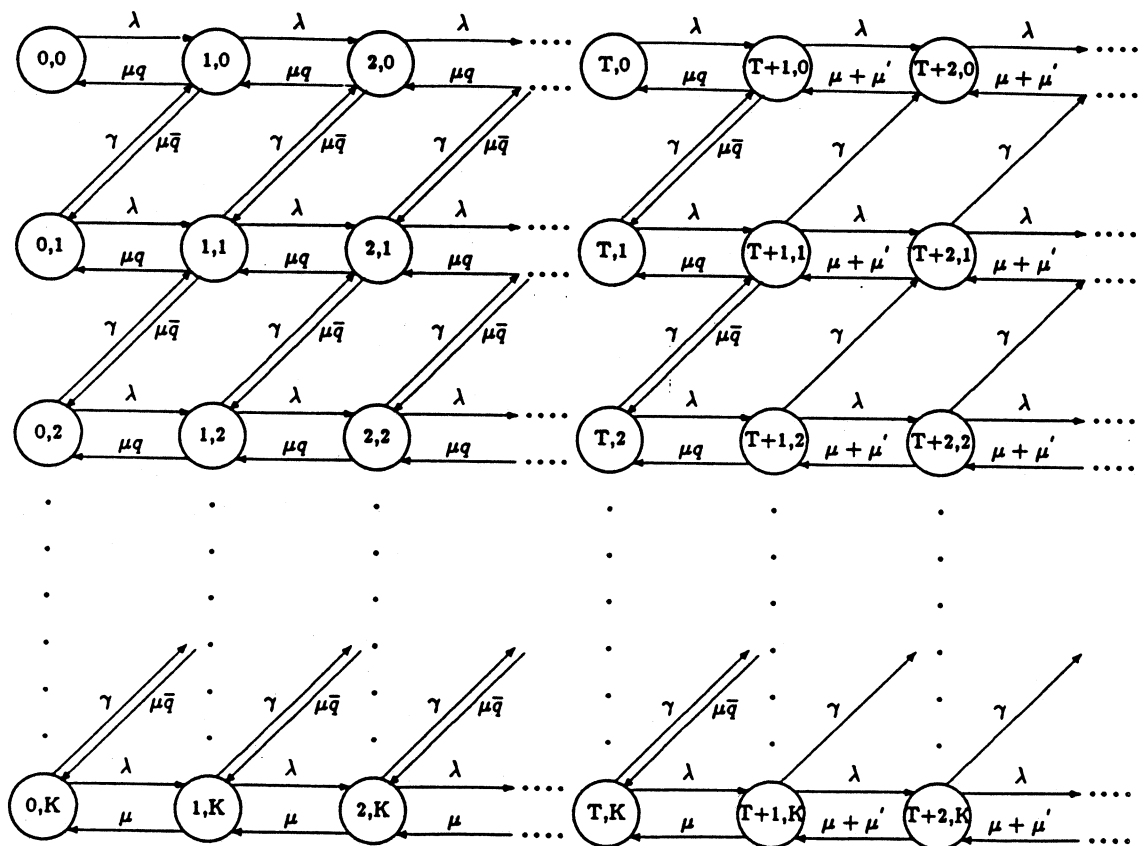 λ λ λ λ λ λ
0,0 1,0 2,0 .... T,0 T+1,0 T+2,0 ....
μq μq μq .... μq μ + μ′ μ + μ′ ....
γ μq̅ γ μq̅ γ μq̅ γ μq̅ γ γ
λ λ λ λ λ λ
0,1 1,1 2,1 .... T,1 T+1,1 T+2,1 ....
μq μq μq .... μq μ + μ′ μ + μ′ ....
γ μq̅ γ μq̅ γ μq̅ γ μq̅ γ γ
λ λ λ λ λ λ
0,2 1,2 2,2 .... T,2 T+1,2 T+2,2 ....
μq μq μq .... μq μ + μ′ μ + μ′ ....
γ μq̅ γ μq̅ γ μq̅ γ μq̅ γ γ
λ λ λ λ λ λ
0,K 1,K 2,K .... T,K T+1,K T+2,K ....
μ μ μ .... μ μ + μ′ μ + μ′ ....